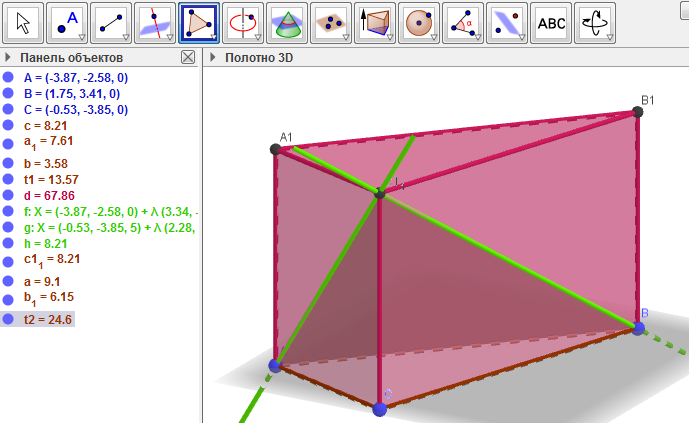 ABC
Панель объектов
Полотно 3D
A = (-3.87, -2.58, 0)
B = (1.75, 3.41, 0)
C = (-0.53, -3.85, 0)
c = 8.21
a₁ = 7.61
b = 3.58
t1 = 13.57
d = 67.86
f: X = (-3.87, -2.58, 0) + λ (3.34, -
g: X = (-0.53, -3.85, 5) + λ (2.28,
h = 8.21
c1₁ = 8.21
a = 9.1
b₁ = 6.15
t2 = 24.6
B1
A1
B